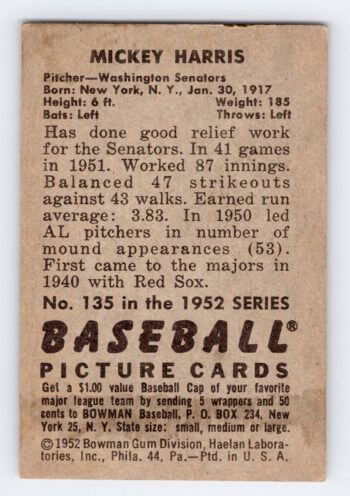 MICKEY HARRIS
Pitcher—Washington Senators
Born: New York, N. Y., Jan. 30, 1917
Height: 6 ft. Weight: 185
Bats: Left Throws: Left
Has done good relief work
for the Senators. In 41 games
in 1951. Worked 87 innings.
Balanced 47 strikeouts
against 43 walks. Earned run
average: 3.83. In 1950 led
AL pitchers in number of
mound appearances (53).
First came to the majors in
1940 with Red Sox.
No. 135 in the 1952 SERIES
BASEBALL®
PICTURE CARDS
Get a $1.00 value Baseball Cap of your favorite
major league team by sending 5 wrappers and 50
cents to BOWMAN Baseball, P. O. BOX 234, New
York 25, N. Y. State size: small, medium or large.
©1952 Bowman Gum Division, Haelan Labora-
tories, Inc., Phila. 44, Pa.—Ptd. in U. S. A.